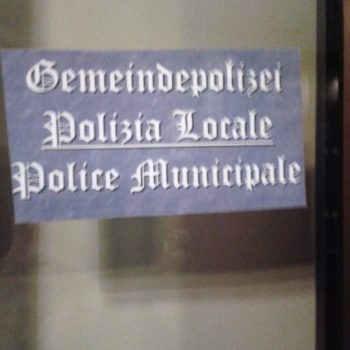 Gemeindepolizei
Polizia Locale
Police Municipale